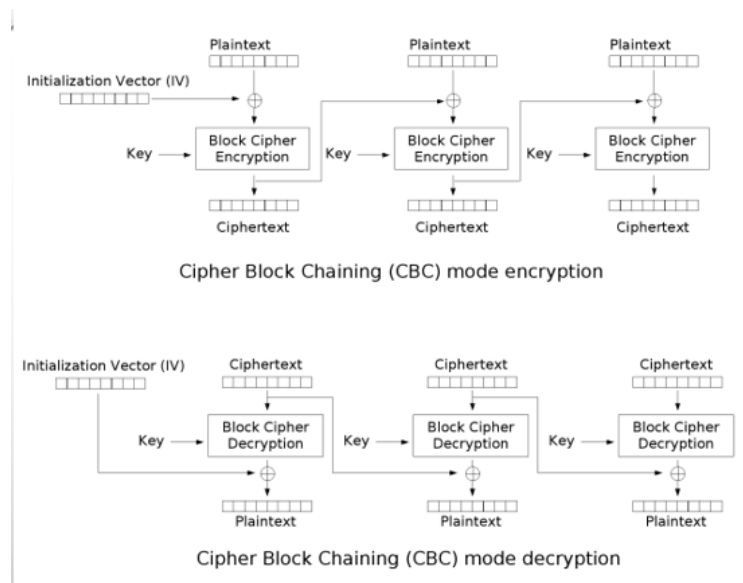 Plaintext Plaintext Plaintext
Initialization Vector (IV)
Key Block Cipher Key Block Cipher Key Block Cipher
Encryption Encryption Encryption
Ciphertext Ciphertext Ciphertext
Cipher Block Chaining (CBC) mode encryption
Initialization Vector (IV) Ciphertext Ciphertext Ciphertext
Key Block Cipher Key Block Cipher Key Block Cipher
Decryption Decryption Decryption
Plaintext Plaintext Plaintext
Cipher Block Chaining (CBC) mode decryption